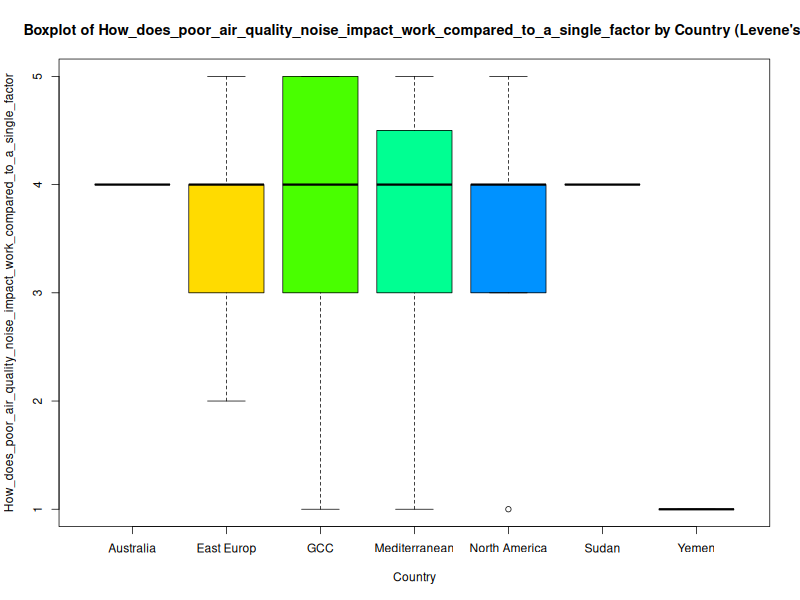 Boxplot of How_does_poor_air_quality_noise_impact_work_compared_to_a_single_factor by Country (Levene's
How_does_poor_air_quality_noise_impact_work_compared_to_a_single_factor
5
4
3
2
1
Australia East Europ GCC Mediterranean North America Sudan Yemen
Country